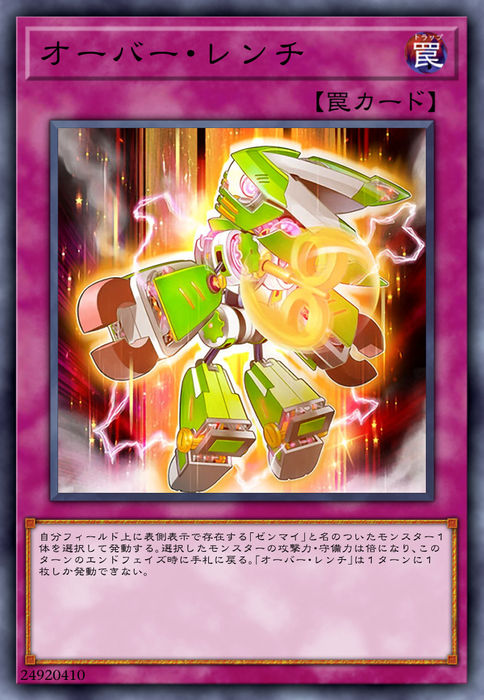 オーバー・レンチ
トラップ
罠
【罠カード】
自分フィールド上に表側表示で存在する「ゼンマイ」と名のついたモンスター1
体を選択して発動する。選択したモンスターの攻撃力・守備力は倍になり、この
ターンのエンドフェイズ時に手札に戻る。「オーバー・レンチ」は1ターンに1
枚しか発動できない。
24920410